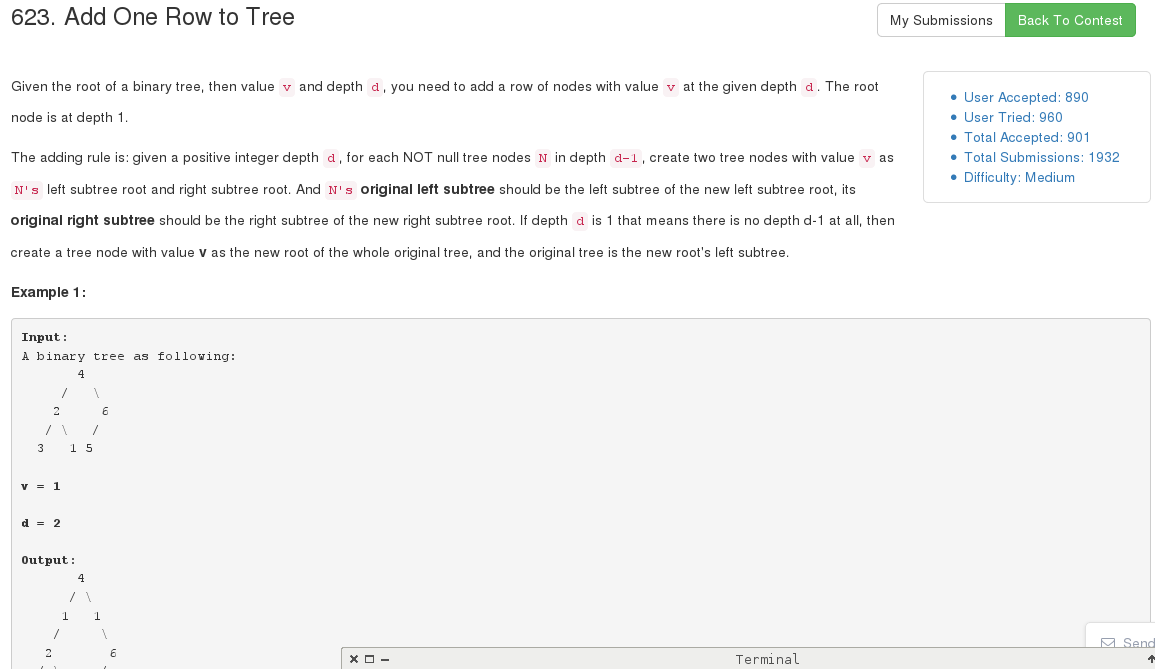 623. Add One Row to Tree
My Submissions
Back To Contest
Given the root of a binary tree, then value v and depth d, you need to add a row of nodes with value v at the given depth d. The root
node is at depth 1.
The adding rule is: given a positive integer depth d, for each NOT null tree nodes N in depth d-1, create two tree nodes with value v as
N's left subtree root and right subtree root. And N's original left subtree should be the left subtree of the new left subtree root, its
original right subtree should be the right subtree of the new right subtree root. If depth d is 1 that means there is no depth d-1 at all, then
create a tree node with value v as the new root of the whole original tree, and the original tree is the new root's left subtree.
User Accepted: 890
User Tried: 960
Total Accepted: 901
Total Submissions: 1932
Difficulty: Medium
Example 1:
Input:
A binary tree as following:
4
/ \
2 6
/ \ /
3 1 5
v = 1
d = 2
Output:
4
/ \
1 1
/ \
2 6
/ \ /
Send
Terminal